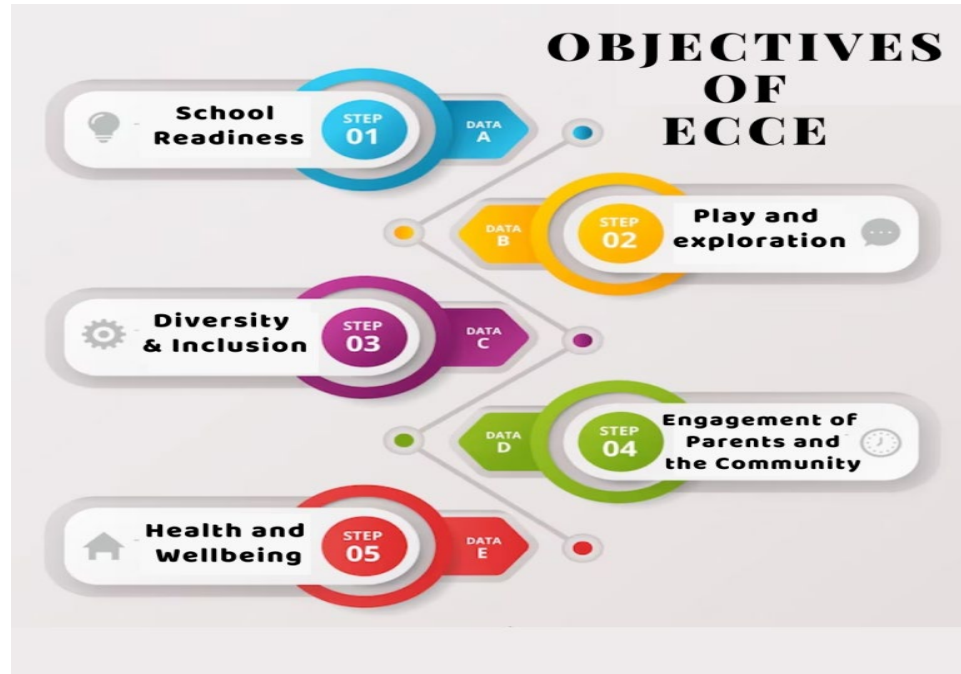 OBJECTIVES
OF
ECCE
School
Readiness
STEP
01
DATA
A
DATA
B
STEP
02
Play and
exploration
Diversity
& Inclusion
STEP
03
DATA
C
DATA
D
STEP
04
Engagement of
Parents and
the Community
Health and
Wellbeing
STEP
05
DATA
E